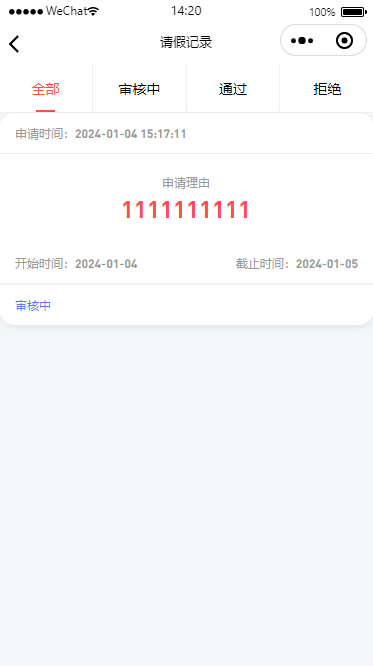 WeChat 14:20 100%
请假记录
全部 审核中 通过 拒绝
申请时间：2024-01-04 15:17:11
申请理由
1111111111
开始时间：2024-01-04 截止时间：2024-01-05
审核中